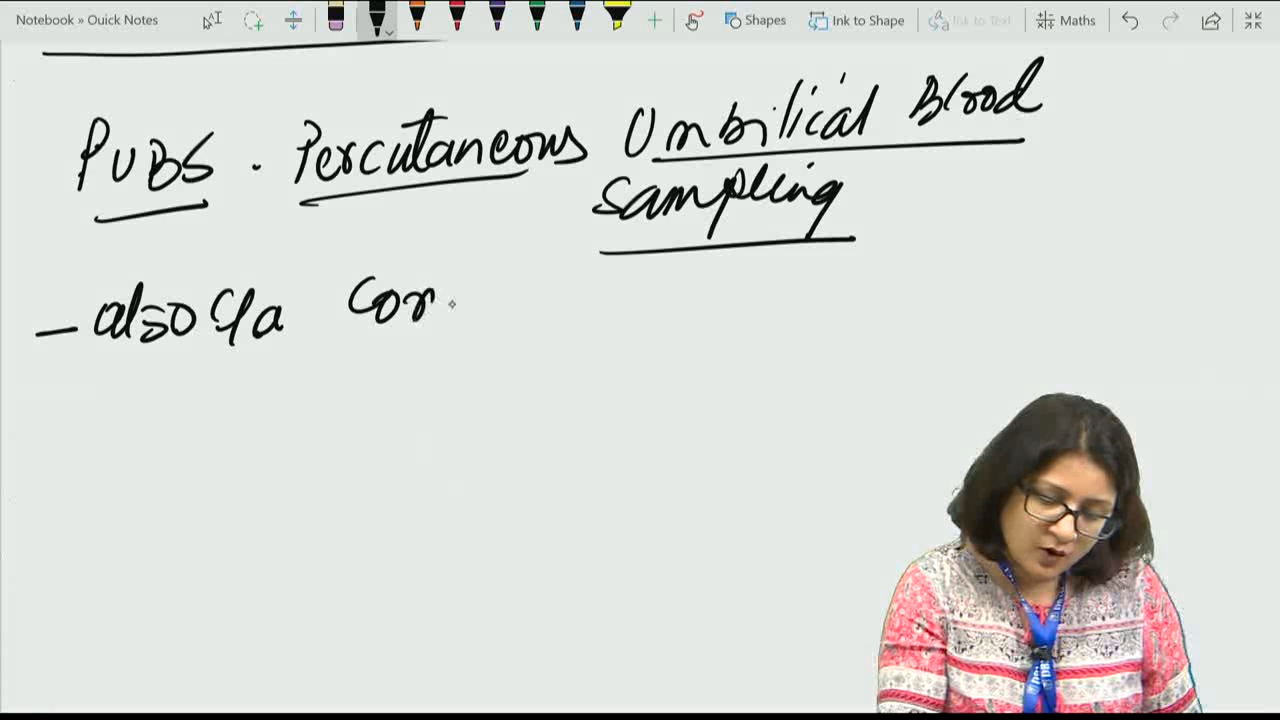 Notebook » Quick Notes Shapes Ink to Shape Ink to Text Maths
PUBS . Percutaneous Umbilical Blood
sampling
- also C/a Cor